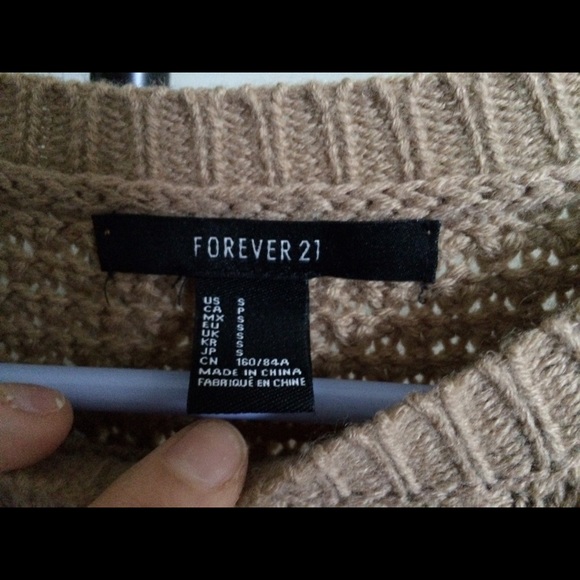 FOREVER 21
US S
CA P
MX S
EU S
UK S
KR S
JP S
CN 160/84A
MADE IN CHINA
FABRIQUÉ EN CHINE